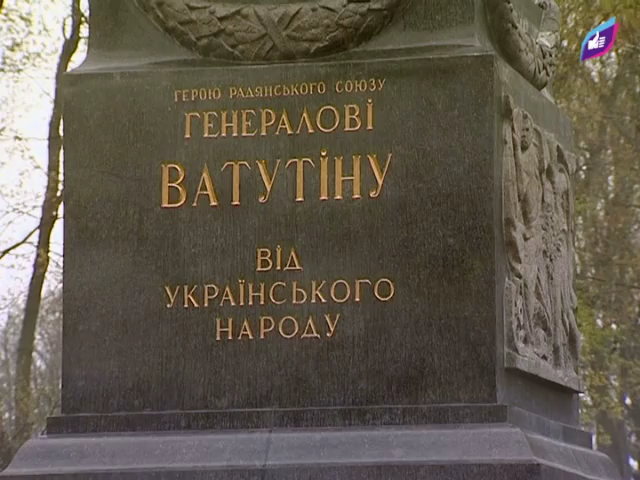 ГЕРОЮ РАДЯНСЬКОГО СОЮЗУ
ГЕНЕРАЛОВІ
ВАТУТІНУ
ВІД
УКРАЇНСЬКОГО
НАРОДУ